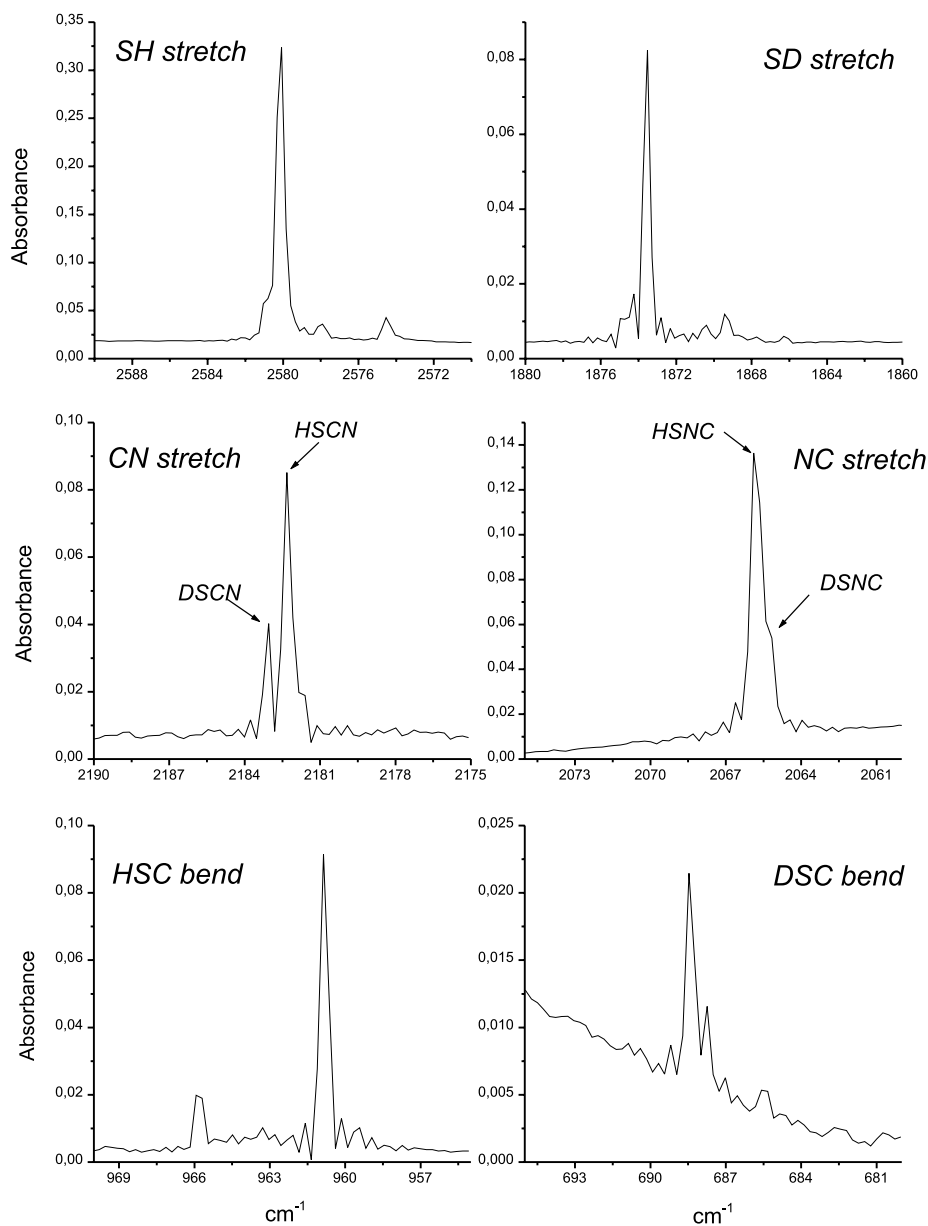 SH stretch
0,35
0,30
0,25
0,20
0,15
0,10
0,05
0,00
Absorbance
2588 2584 2580 2576 2572
SD stretch
0,08
0,06
0,04
0,02
0,00
1880 1876 1872 1868 1864 1860
CN stretch
HSCN
DSCN
0,10
0,08
0,06
0,04
0,02
0,00
Absorbance
2190 2187 2184 2181 2178 2175
HSNC
NC stretch
DSNC
0,14
0,12
0,10
0,08
0,06
0,04
0,02
0,00
2073 2070 2067 2064 2061
HSC bend
0,10
0,08
0,06
0,04
0,02
0,00
Absorbance
969 966 963 960 957
cm-1
DSC bend
0,025
0,020
0,015
0,010
0,005
0,000
693 690 687 684 681
cm-1